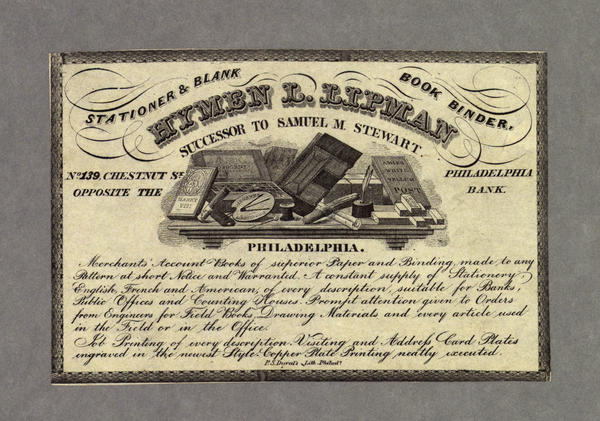 STATIONER & BLANK BOOK BINDER,
HYMEN L. LIPMAN
SUCCESSOR TO SAMUEL M. STEWART.
No. 139, CHESTNUT St. PHILADELPHIA
OPPOSITE THE BANK.
AMIES
WHITE
VELLUM
POST
PHILADELPHIA.
Merchants' Account Books of superior Paper and Binding, made to any
Pattern at short Notice and Warranted. A constant supply of Stationery,
English, French and American, of every description, suitable for Banks,
Public Offices and Counting Houses. Prompt attention given to Orders
from Engineers for Field Books, Drawing Materials and every article used
in the Field or in the Office.
Job Printing of every description. Visiting and Address Card Plates
engraved in the newest Style. Copper Plate Printing neatly executed.
P.S. Duval's Lith. Philada.